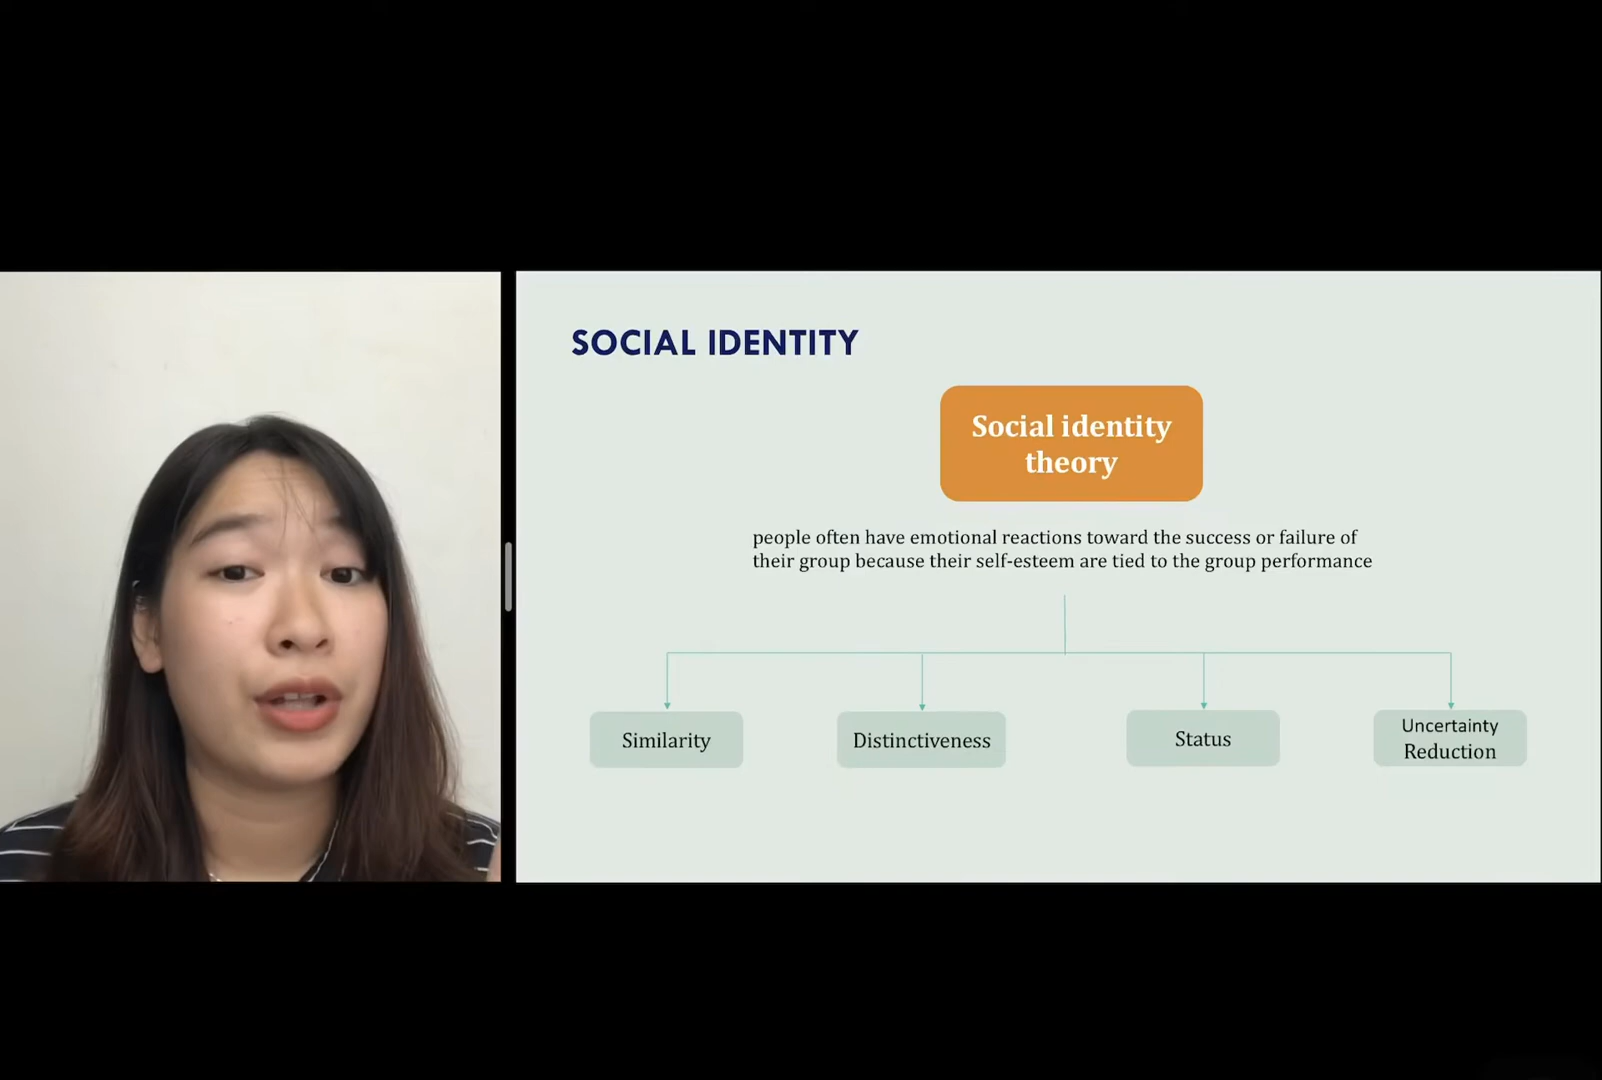 SOCIAL IDENTITY
Social identity
theory
people often have emotional reactions toward the success or failure of
their group because their self-esteem are tied to the group performance
Similarity
Distinctiveness
Status
Uncertainty
Reduction